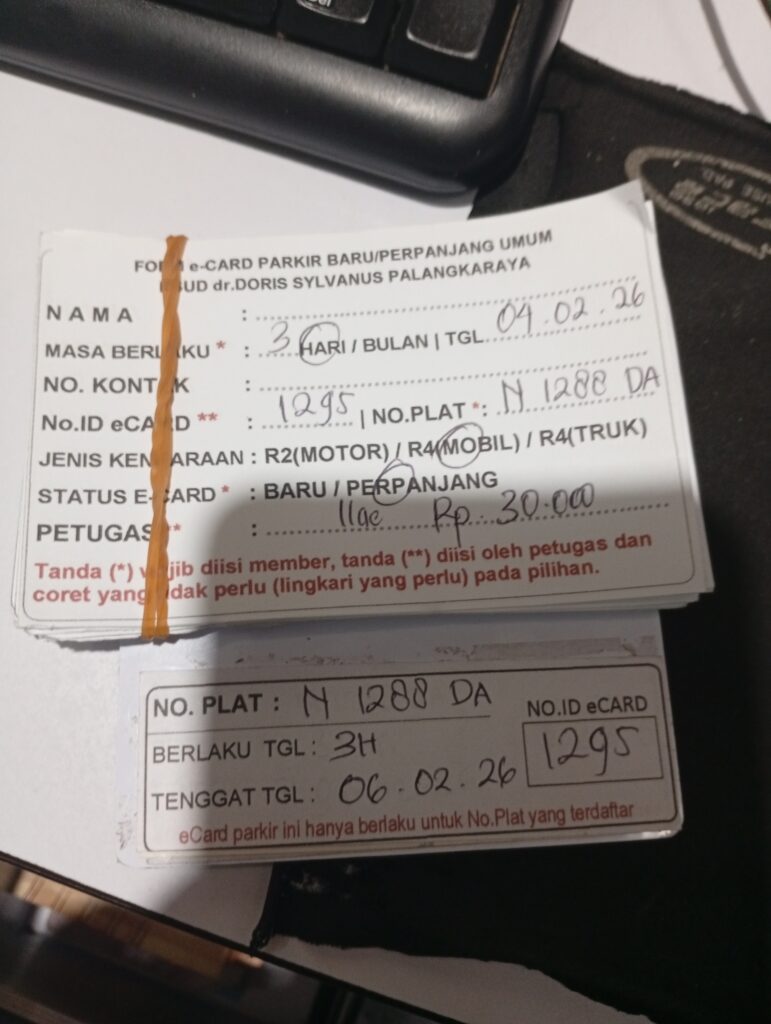 FORM e-CARD PARKIR BARU/PERPANJANG UMUM
RSUD dr.DORIS SYLVANUS PALANGKARAYA
NAMA :
MASA BERLAKU * : 3 HARI / BULAN | TGL. 04.02.26
NO. KONTAK :
No.ID eCARD ** : 1295 | NO.PLAT *: N 1288 DA
JENIS KENDARAAN : R2(MOTOR) / R4(MOBIL) / R4(TRUK)
STATUS E-CARD * : BARU / PERPANJANG
PETUGAS ** : Rp. 30.000
Tanda (*) wajib diisi member, tanda (**) diisi oleh petugas dan
coret yang tidak perlu (lingkari yang perlu) pada pilihan.
NO. PLAT : N 1288 DA
NO.ID eCARD
BERLAKU TGL : 3H
1295
TENGGAT TGL : 06.02.26
eCard parkir ini hanya berlaku untuk No.Plat yang terdaftar